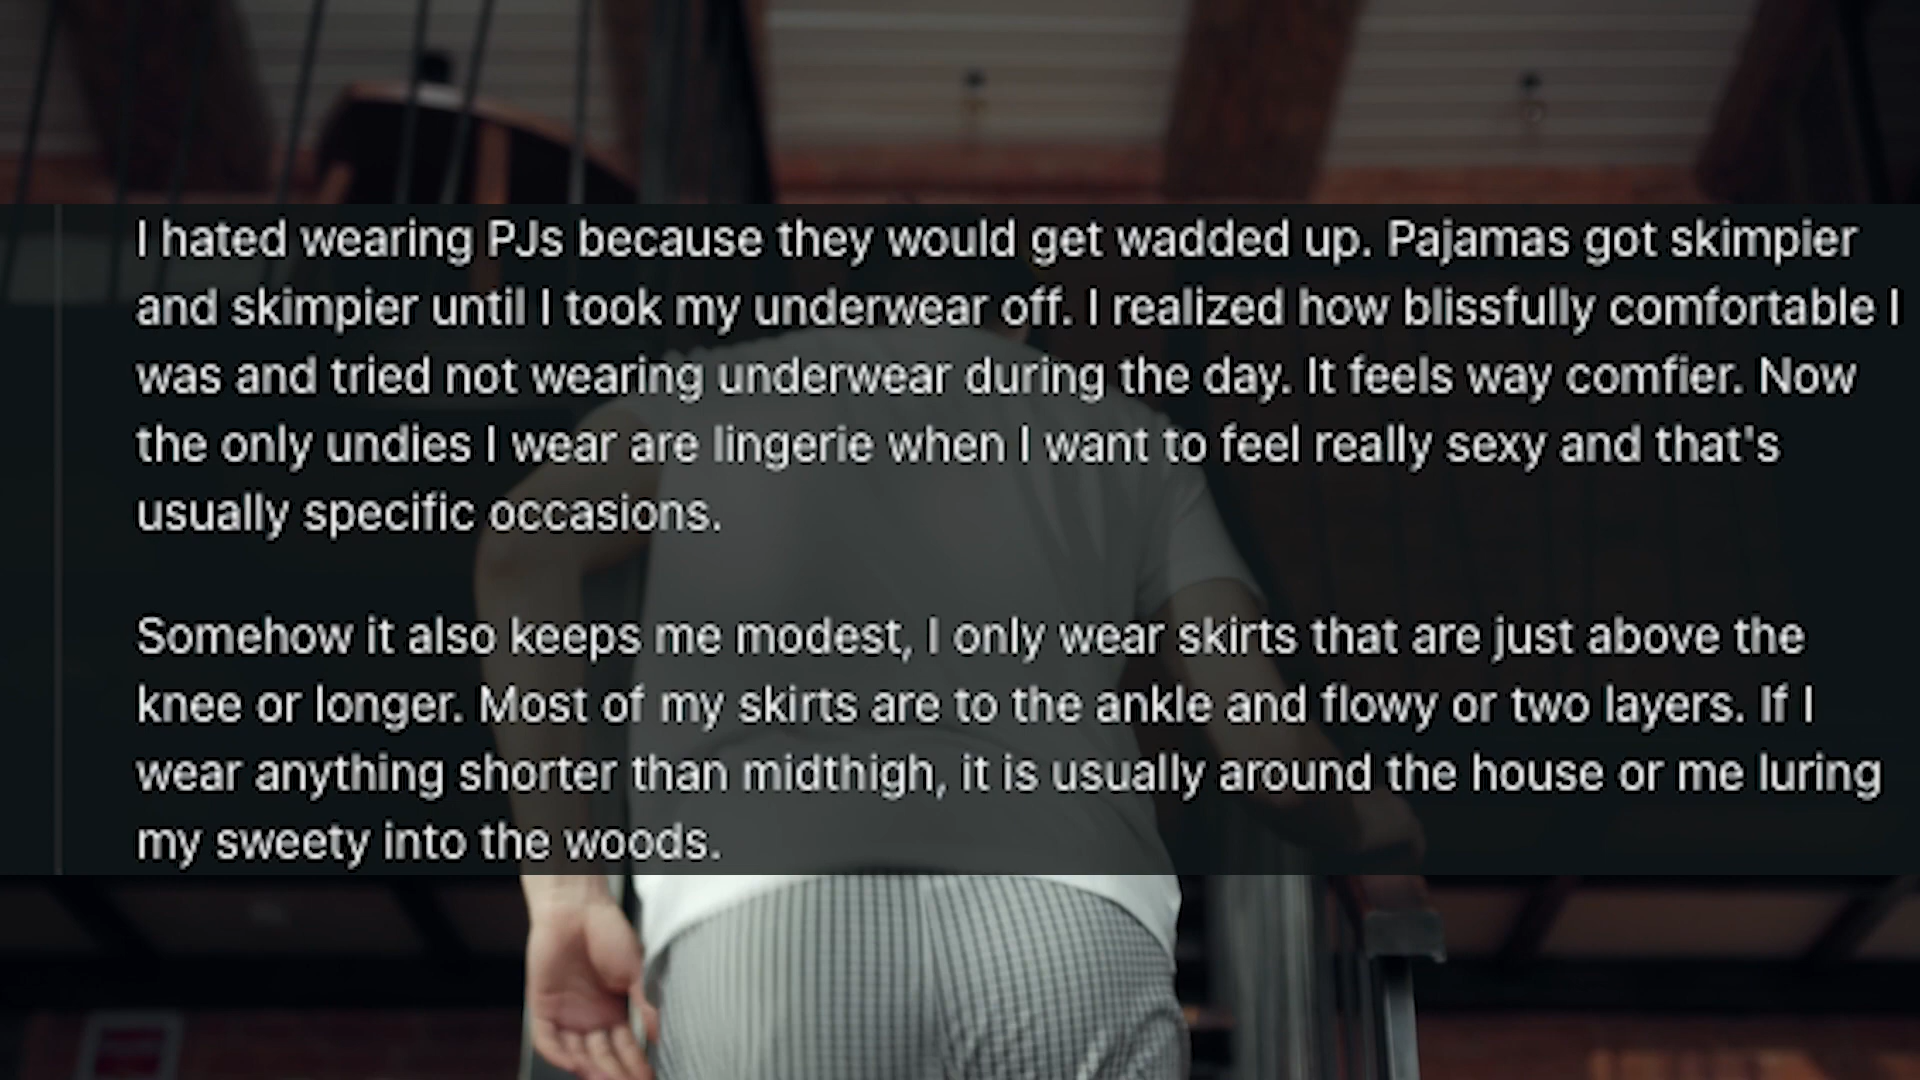 I hated wearing PJs because they would get wadded up. Pajamas got skimpier
and skimpier until I took my underwear off. I realized how blissfully comfortable I
was and tried not wearing underwear during the day. It feels way comfier. Now
the only undies I wear are lingerie when I want to feel really sexy and that's
usually specific occasions.
Somehow it also keeps me modest, I only wear skirts that are just above the
knee or longer. Most of my skirts are to the ankle and flowy or two layers. If I
wear anything shorter than midthigh, it is usually around the house or me luring
my sweety into the woods.